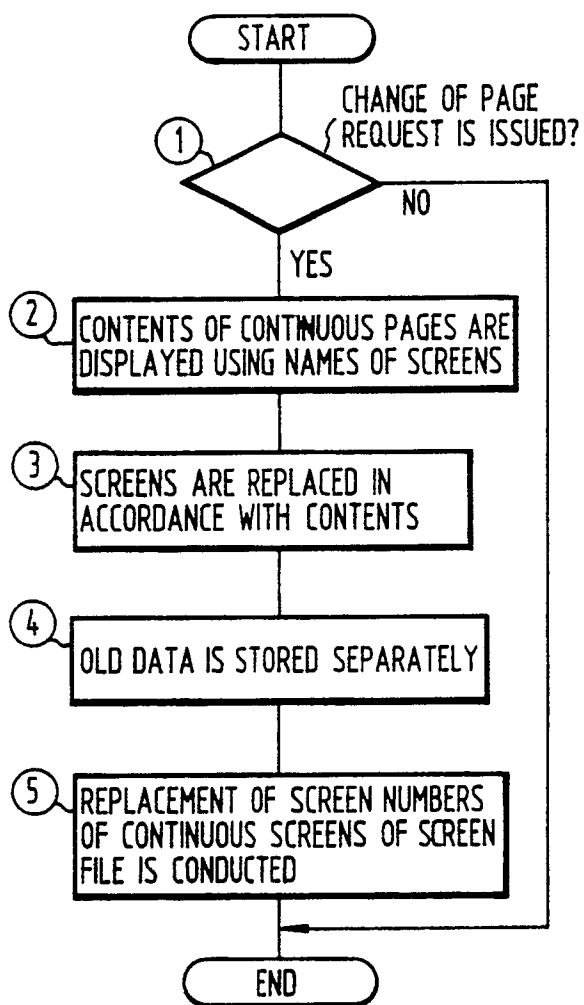 START
CHANGE OF PAGE
REQUEST IS ISSUED?
1
NO
YES
2
CONTENTS OF CONTINUOUS PAGES ARE
DISPLAYED USING NAMES OF SCREENS
3
SCREENS ARE REPLACED IN
ACCORDANCE WITH CONTENTS
4
OLD DATA IS STORED SEPARATELY
5
REPLACEMENT OF SCREEN NUMBERS
OF CONTINUOUS SCREENS OF SCREEN
FILE IS CONDUCTED
END